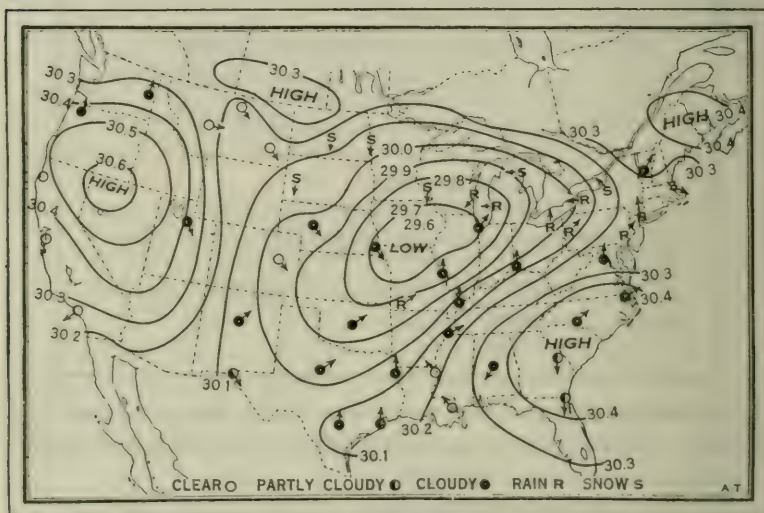 30.3
HIGH
30.3
30.4
30.5
30.6
HIGH
30.4
30.3
30.2
HIGH
30.4
30.3
30.3
S
S
S
30.0
29.9
29.8
29.7
29.6
LOW
S
S
S
R
R
R
R
R
R
R
R
R
R
30.3
30.4
HIGH
30.4
30.3
30.1
30.2
30.1
CLEAR PARTLY CLOUDY CLOUDY RAIN R SNOW S
A T